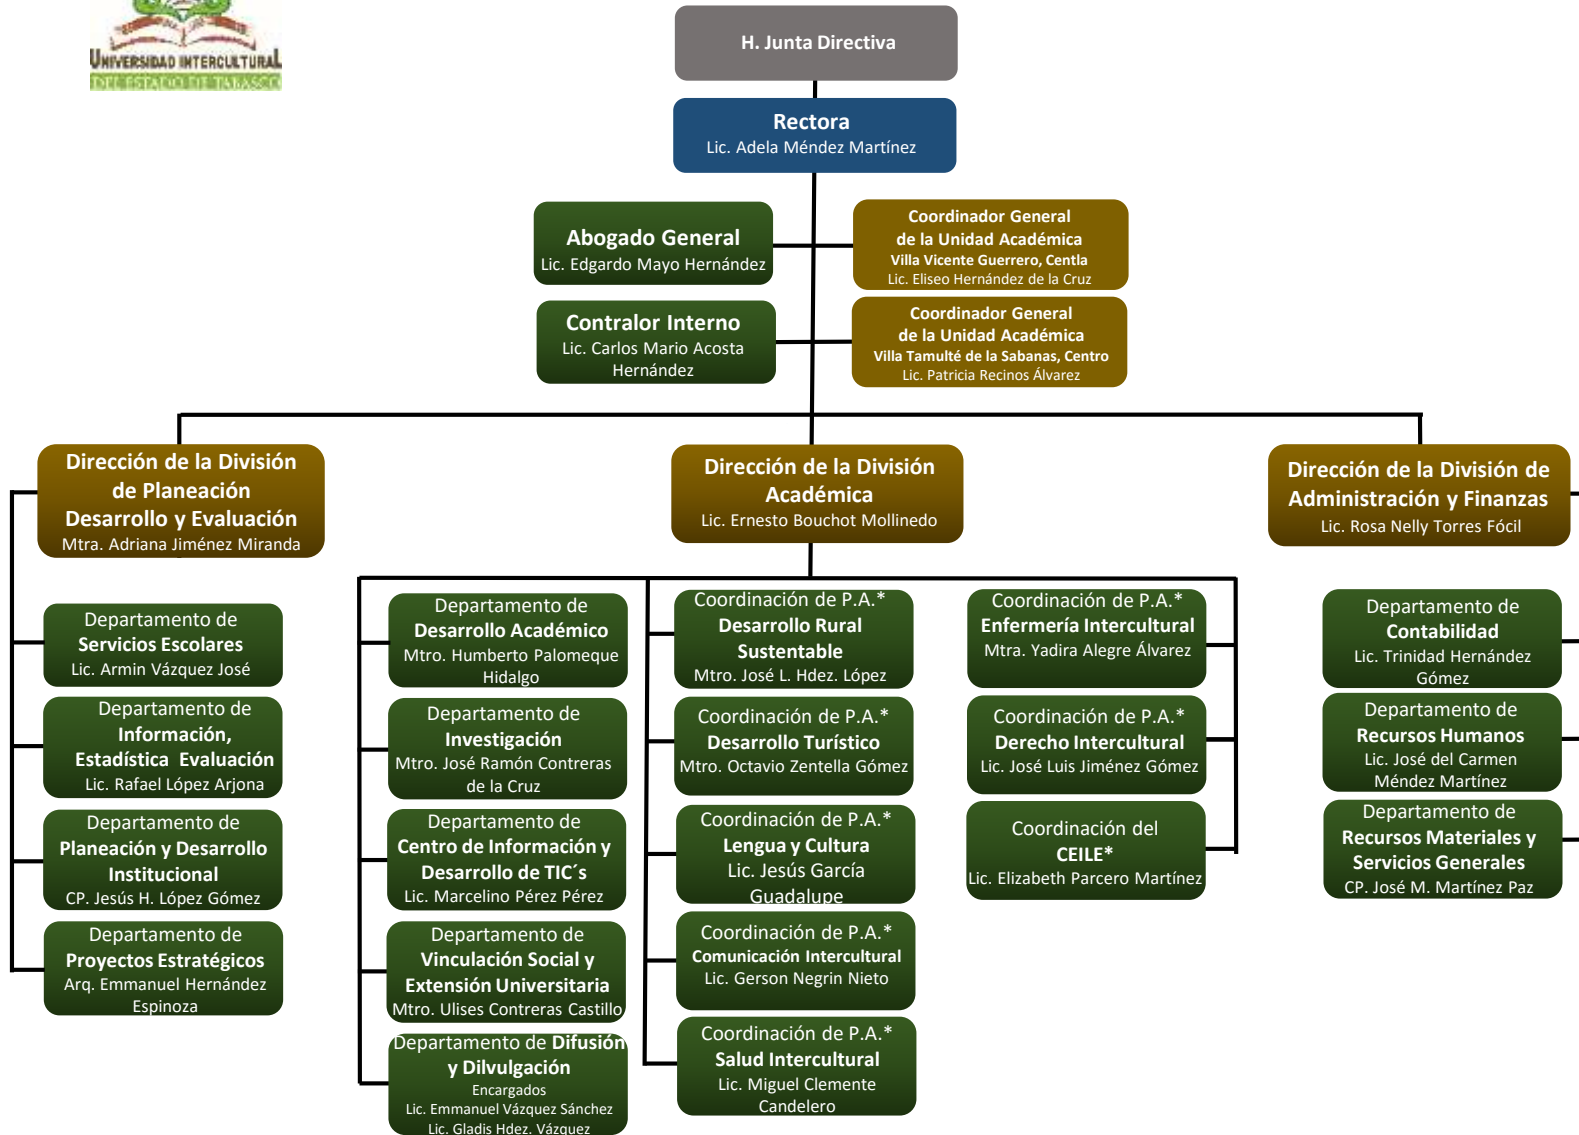 UNIVERSIDAD INTERCULTURAL
DEL ESTADO DE TABASCO
H. Junta Directiva
Rectora
Lic. Adela Méndez Martínez
Abogado General
Lic. Edgardo Mayo Hernández
Coordinador General
de la Unidad Académica
Villa Vicente Guerrero, Centla
Lic. Eliseo Hernández de la Cruz
Contralor Interno
Lic. Carlos Mario Acosta
Hernández
Coordinador General
de la Unidad Académica
Villa Tamulté de la Sabanas, Centro
Lic. Patricia Recinos Álvarez
Dirección de la División
de Planeación
Desarrollo y Evaluación
Mtra. Adriana Jiménez Miranda
Dirección de la División
Académica
Lic. Ernesto Bouchot Mollinedo
Dirección de la División de
Administración y Finanzas
Lic. Rosa Nelly Torres Fócil
Departamento de
Servicios Escolares
Lic. Armin Vázquez José
Departamento de
Información,
Estadística Evaluación
Lic. Rafael López Arjona
Departamento de
Planeación y Desarrollo
Institucional
CP. Jesús H. López Gómez
Departamento de
Proyectos Estratégicos
Arq. Emmanuel Hernández
Espinoza
Departamento de
Desarrollo Académico
Mtro. Humberto Palomeque
Hidalgo
Departamento de
Investigación
Mtro. José Ramón Contreras
de la Cruz
Departamento de
Centro de Información y
Desarrollo de TIC´s
Lic. Marcelino Pérez Pérez
Departamento de
Vinculación Social y
Extensión Universitaria
Mtro. Ulises Contreras Castillo
Departamento de Difusión
y Dilvulgación
Encargados
Lic. Emmanuel Vázquez Sánchez
Lic. Gladis Hdez. Vázquez
Coordinación de P.A.*
Desarrollo Rural
Sustentable
Mtro. José L. Hdez. López
Coordinación de P.A.*
Desarrollo Turístico
Mtro. Octavio Zentella Gómez
Coordinación de P.A.*
Lengua y Cultura
Lic. Jesús García
Guadalupe
Coordinación de P.A.*
Comunicación Intercultural
Lic. Gerson Negrin Nieto
Coordinación de P.A.*
Salud Intercultural
Lic. Miguel Clemente
Candelero
Coordinación de P.A.*
Enfermería Intercultural
Mtra. Yadira Alegre Álvarez
Coordinación de P.A.*
Derecho Intercultural
Lic. José Luis Jiménez Gómez
Coordinación del
CEILE*
Lic. Elizabeth Parcero Martínez
Departamento de
Contabilidad
Lic. Trinidad Hernández
Gómez
Departamento de
Recursos Humanos
Lic. José del Carmen
Méndez Martínez
Departamento de
Recursos Materiales y
Servicios Generales
CP. José M. Martínez Paz